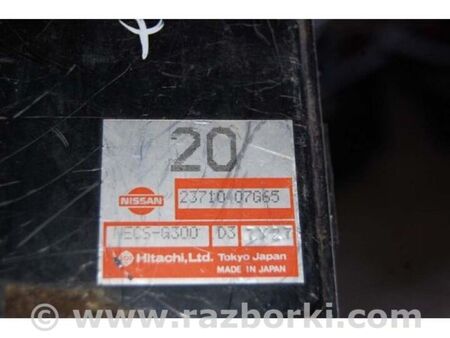 20
NISSAN
23710 07G65
MECS-G300 D3
Hitachi, Ltd. Tokyo Japan
MADE IN JAPAN
© www.razborki.com